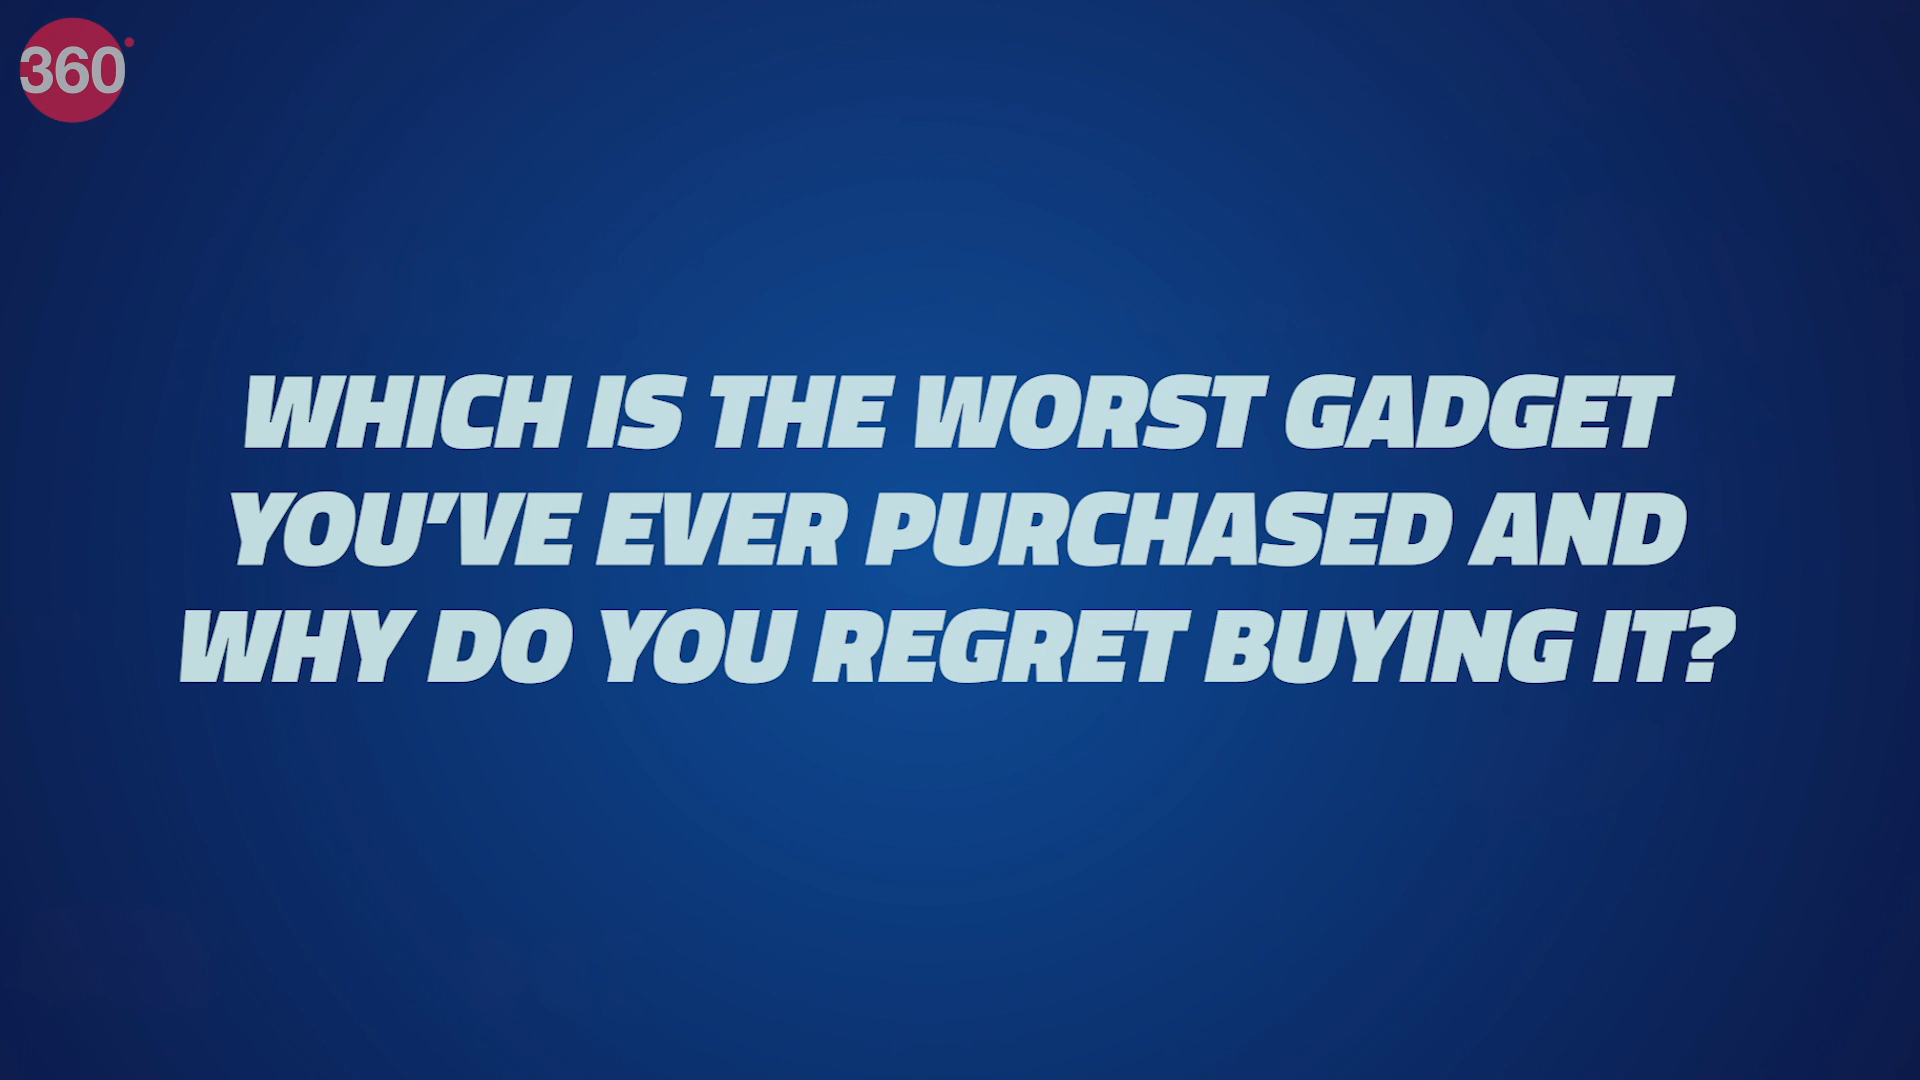 360°
WHICH IS THE WORST GADGET
YOU'VE EVER PURCHASED AND
WHY DO YOU REGRET BUYING IT?